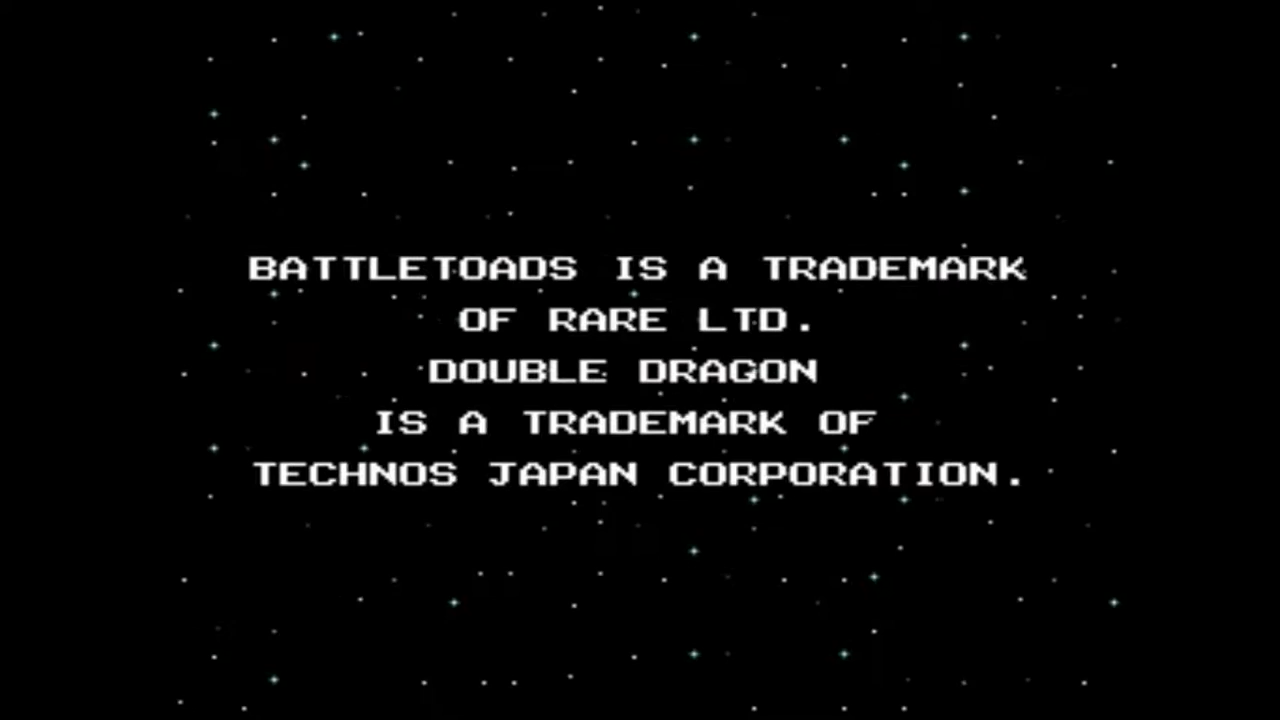 BATTLETOADS IS A TRADEMARK
OF RARE LTD.
DOUBLE DRAGON
IS A TRADEMARK OF
TECHNOS JAPAN CORPORATION.